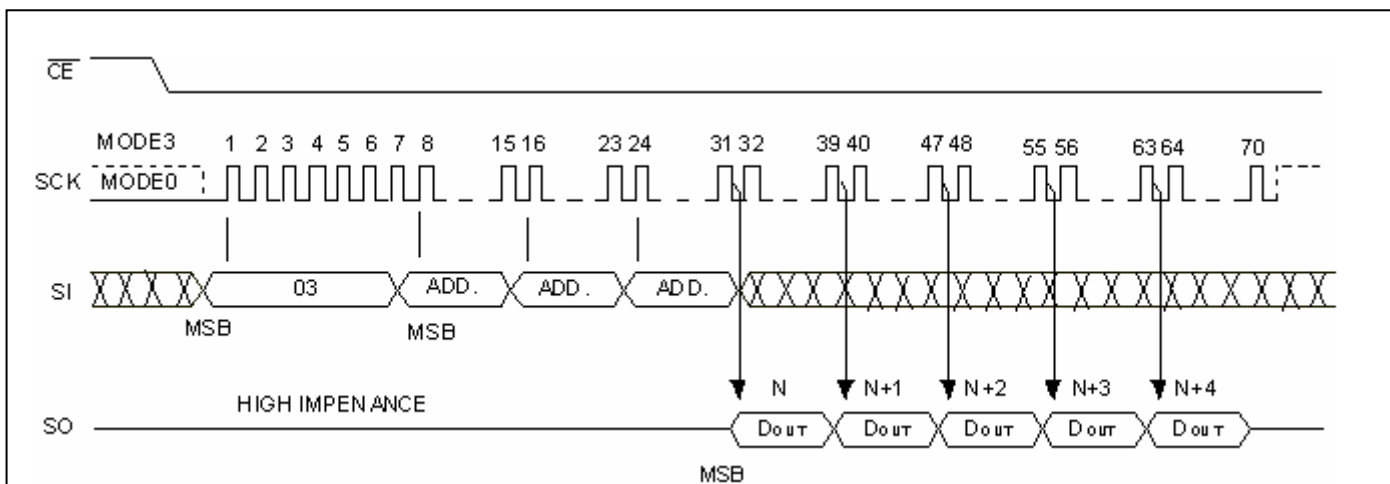 CE
MODE3 1 2 3 4 5 6 7 8 15 16 23 24 31 32 39 40 47 48 55 56 63 64 70
SCK MODE0
SI 03 ADD. ADD. ADD.
MSB MSB
N N+1 N+2 N+3 N+4
HIGH IMPENANCE
SO DOUT DOUT DOUT DOUT DOUT
MSB